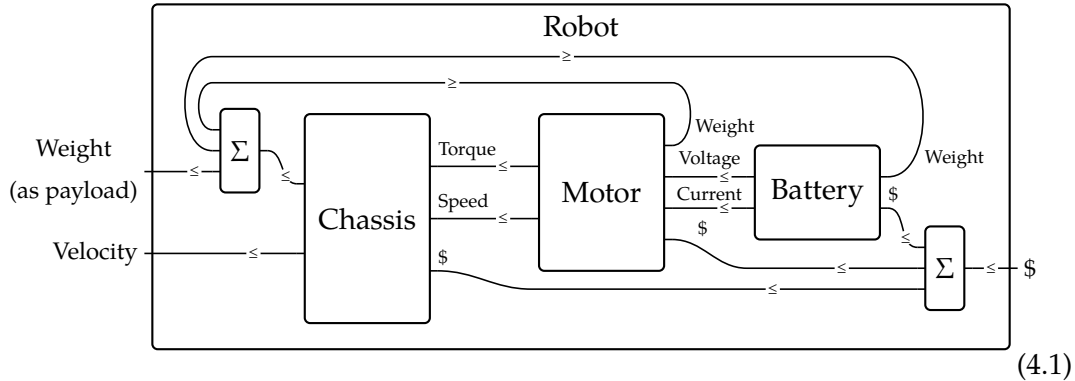 Robot
≥
≥
Weight
(as payload)
≤
Σ
≤
Torque
≤
Weight
Voltage
≤
Weight
Chassis
Motor
Battery
Speed
≤
Current
≤
$
$
≤
Velocity
≤
$
≤
Σ
≤
$
≤
(4.1)